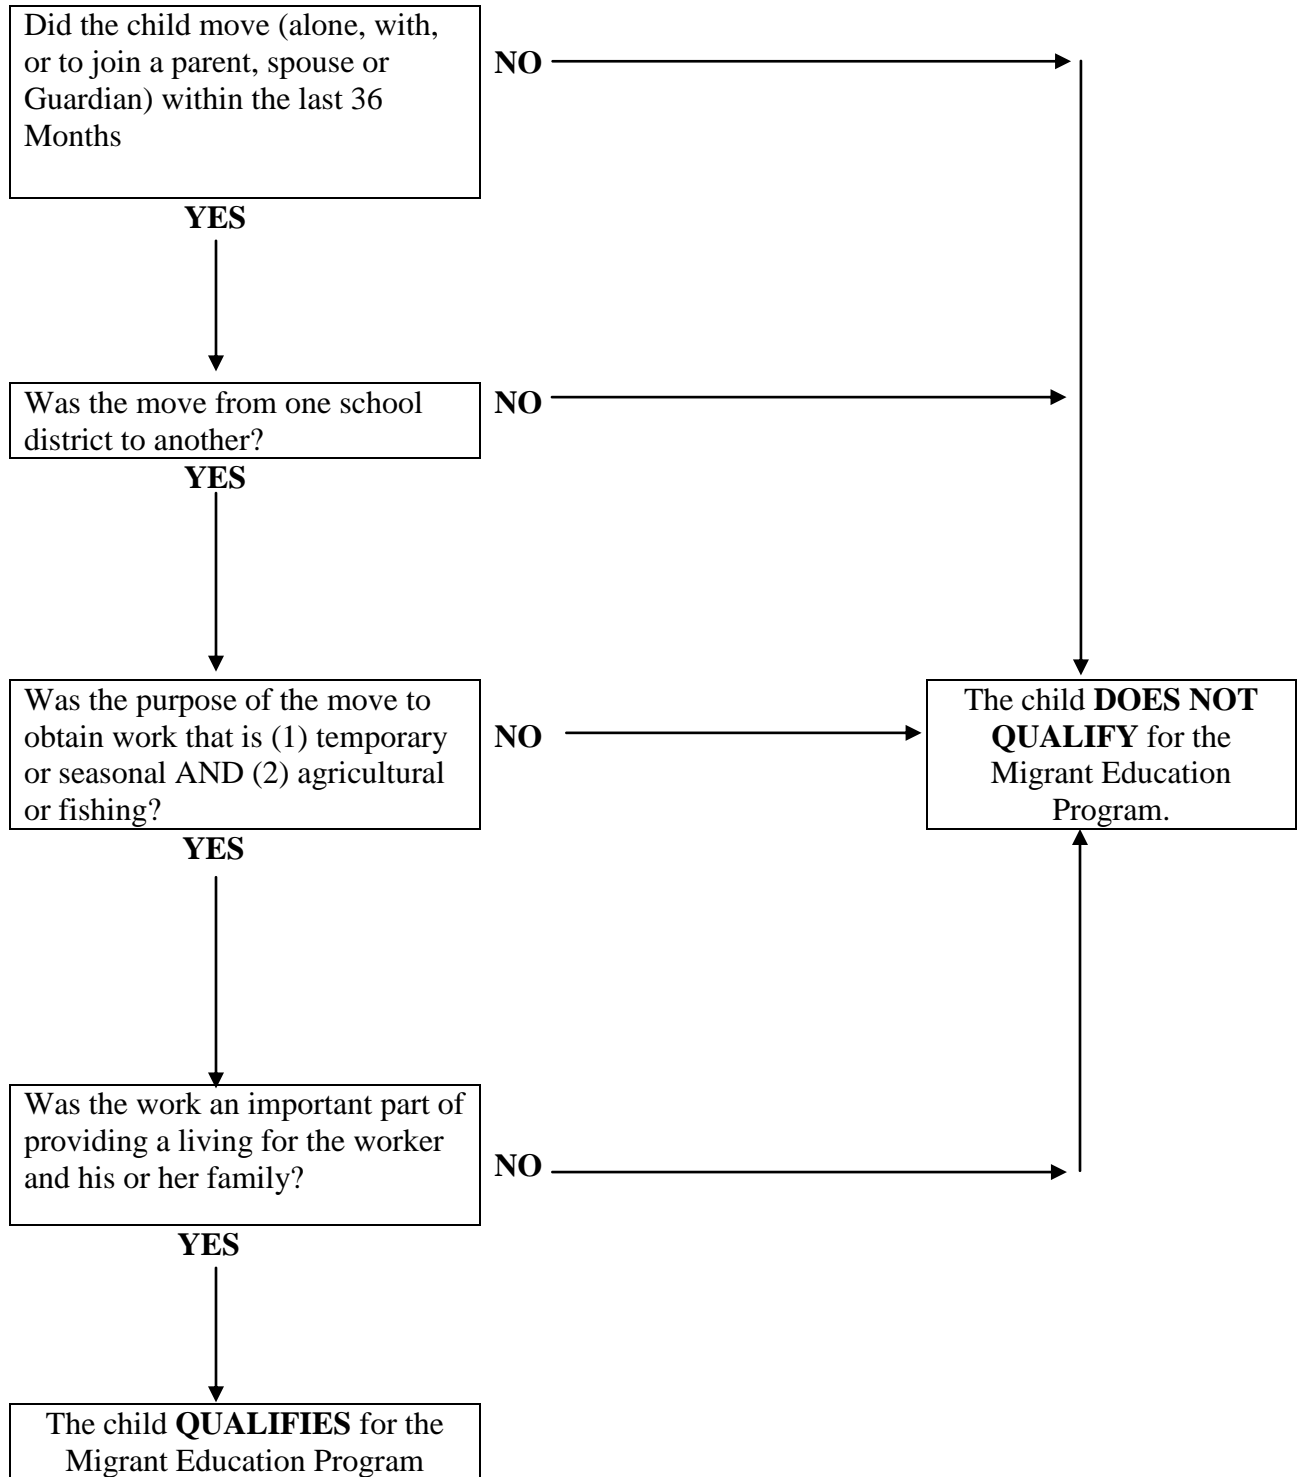 Did the child move (alone, with,
or to join a parent, spouse or
Guardian) within the last 36
Months
NO
YES
Was the move from one school
district to another?
NO
YES
Was the purpose of the move to
obtain work that is (1) temporary
or seasonal AND (2) agricultural
or fishing?
NO
The child DOES NOT
QUALIFY for the
Migrant Education
Program.
YES
Was the work an important part of
providing a living for the worker
and his or her family?
NO
YES
The child QUALIFIES for the
Migrant Education Program